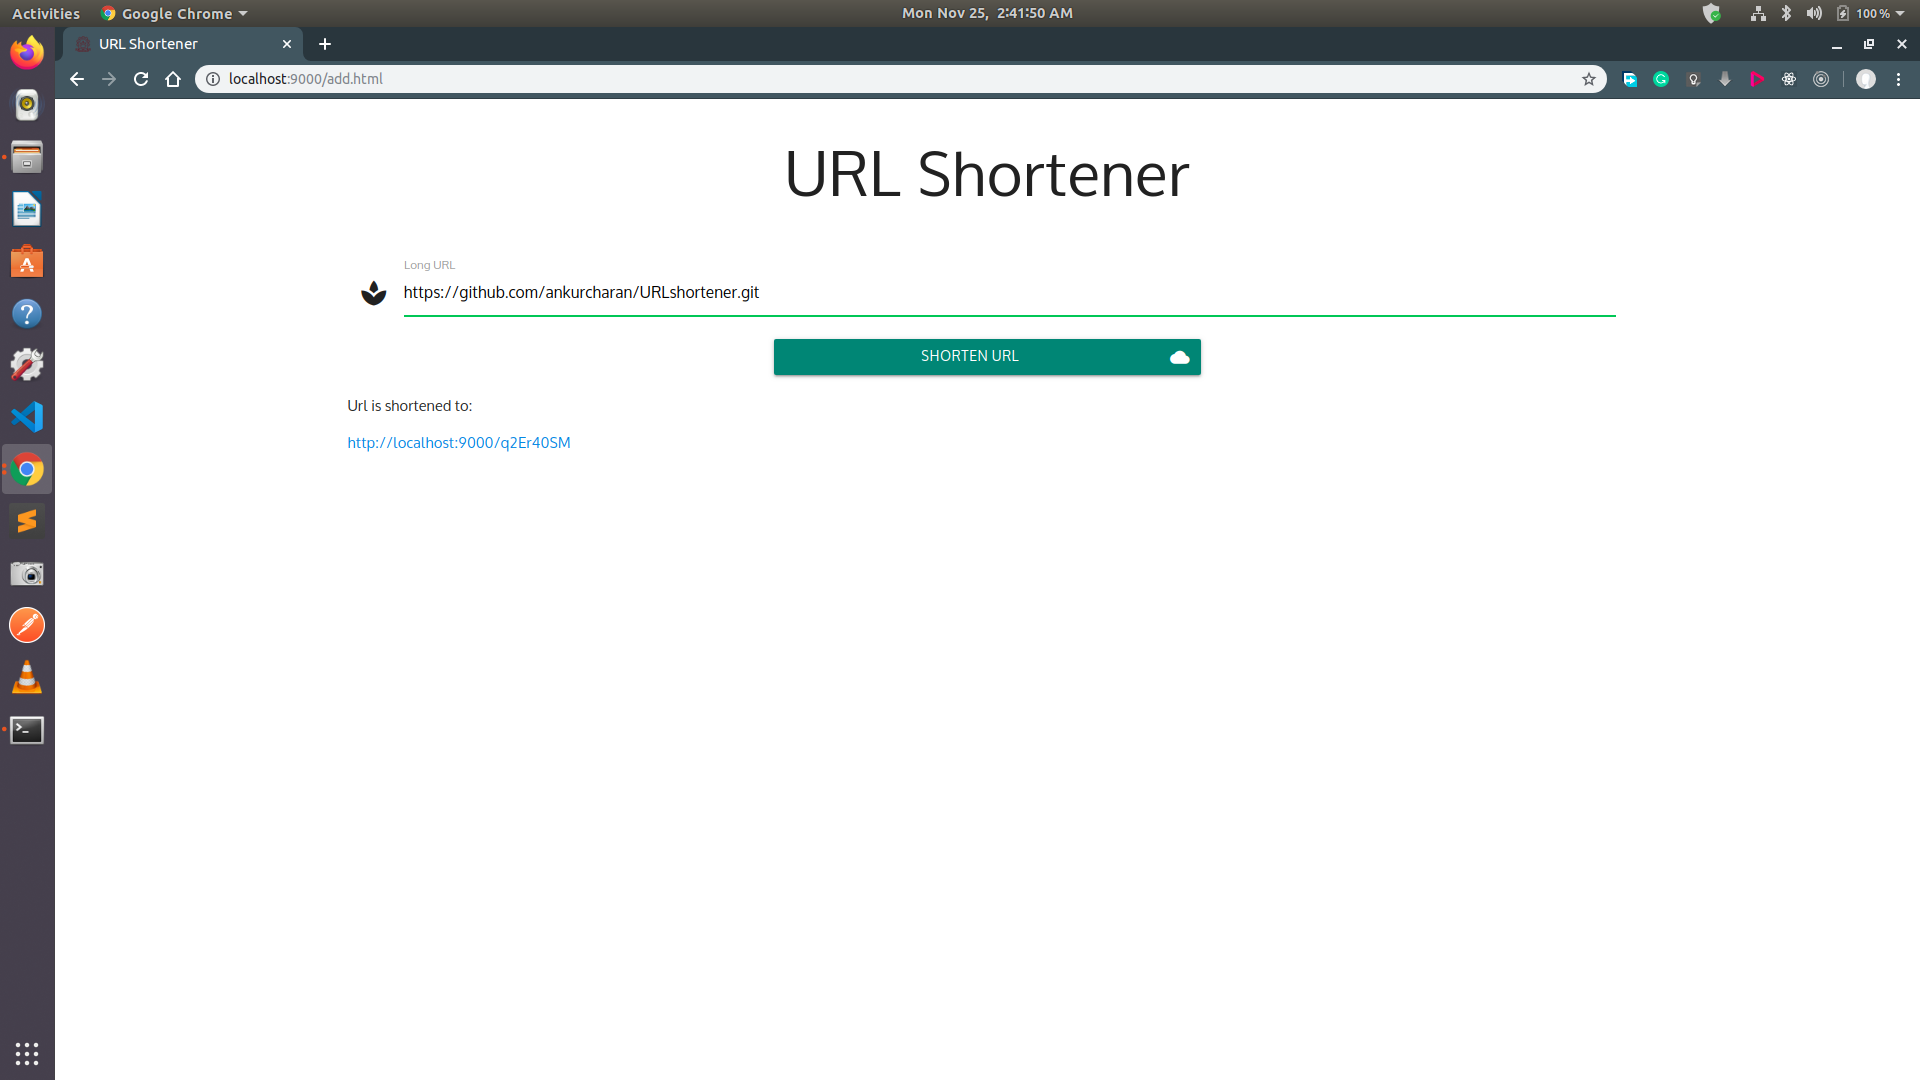 Activities Google Chrome Mon Nov 25, 2:41:50 AM 100 %
URL Shortener
localhost:9000/add.html
URL Shortener
Long URL
https://github.com/ankurcharan/URLshortener.git
SHORTEN URL
Url is shortened to:
http://localhost:9000/q2Er40SM